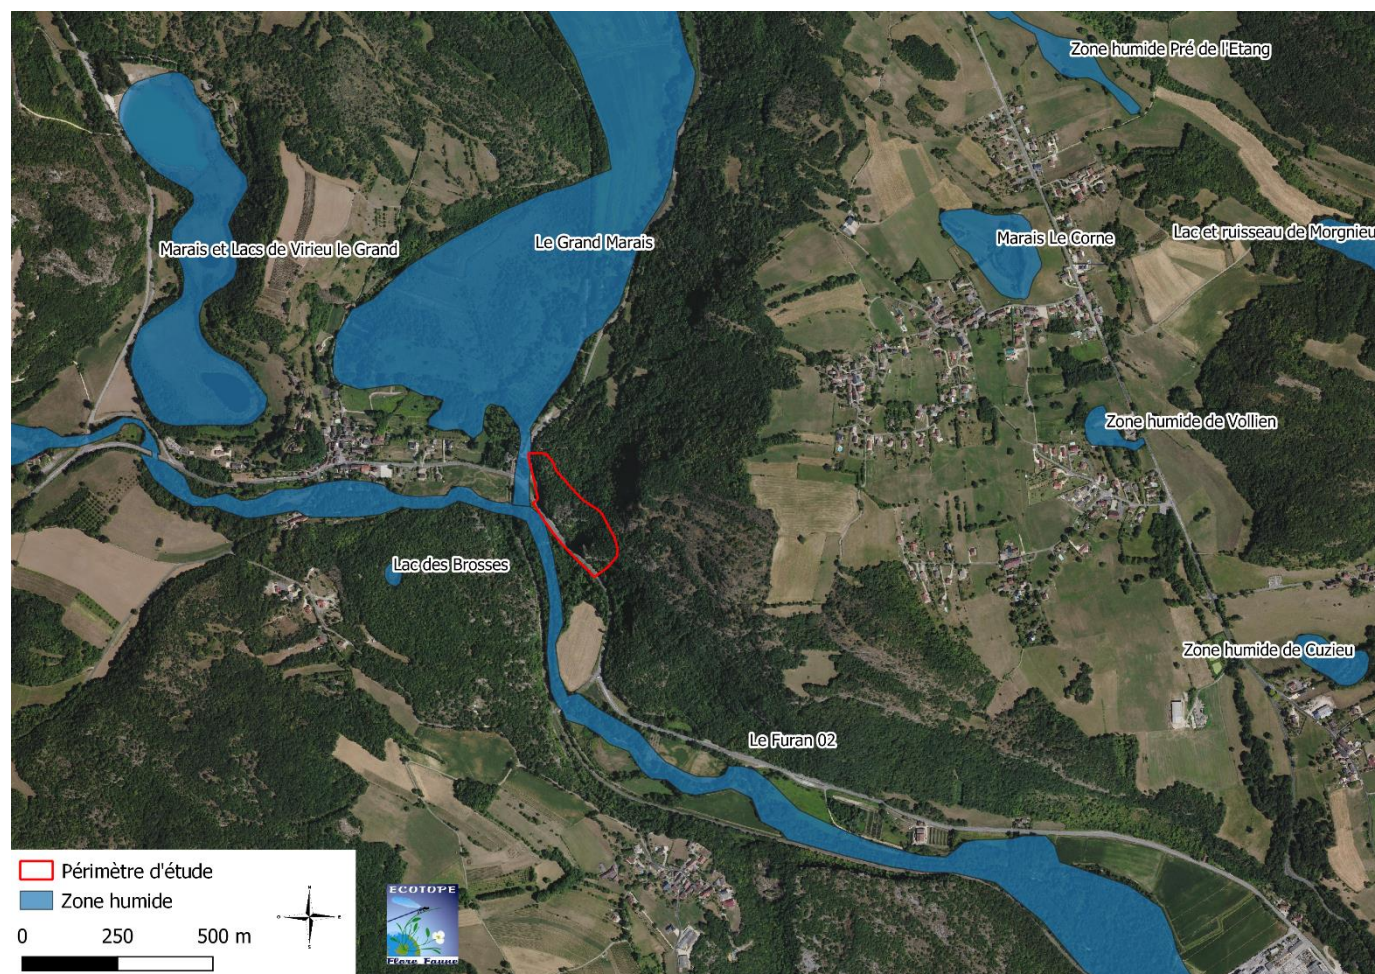 Zone humide Pré de l'Etang
Marais et Lacs de Virieu le Grand
Le Grand Marais
Marais Le Corne
Lac et ruisseau de Morgnieu
Zone humide de Vollien
Lac des Brosses
Zone humide de Cuzieu
Le Furan 02
Périmètre d'étude
Zone humide
0 250 500 m
N
E
S
ECOTOPE
Flore Faune